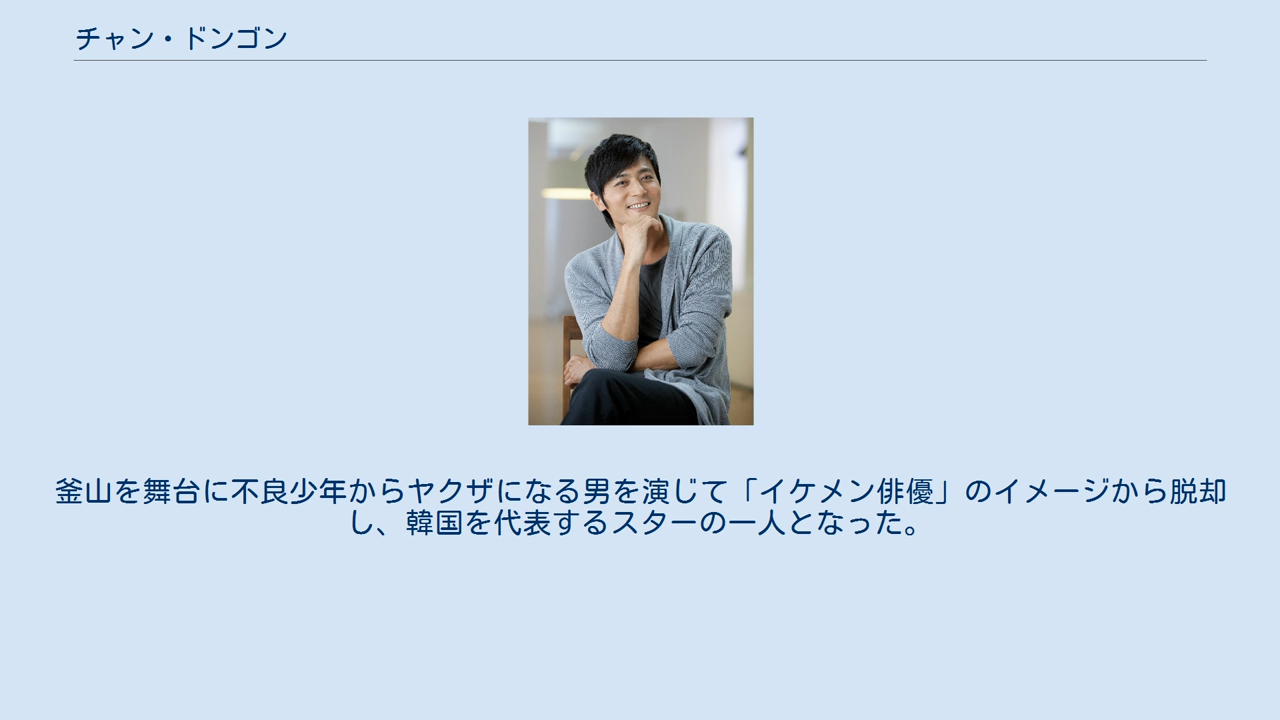 チャン・ドンゴン
釜山を舞台に不良少年からヤクザになる男を演じて「イケメン俳優」のイメージから脱却
し、韓国を代表するスターの一人となった。